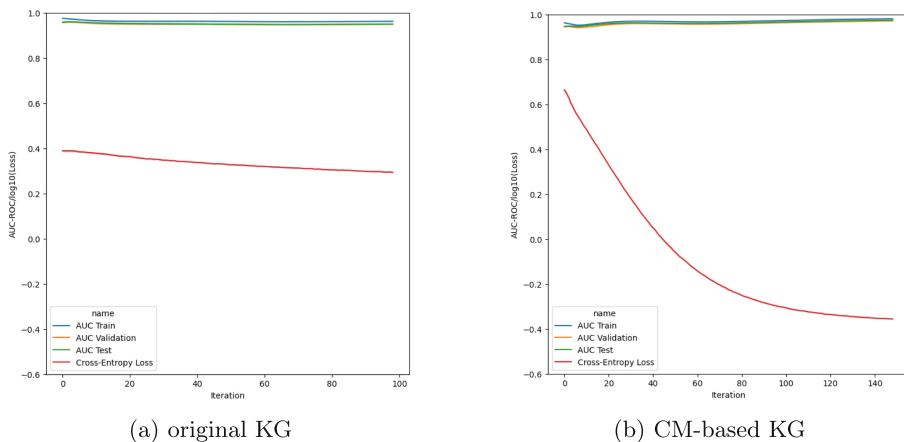 1.0
0.8
0.6
0.4
0.2
0.0
−0.2
−0.4
−0.6
AUC-ROC/log10(Loss)
name
AUC Train
AUC Validation
AUC Test
Cross-Entropy Loss
0 20 40 60 80 100
Iteration
(a) original KG
1.0
0.8
0.6
0.4
0.2
0.0
−0.2
−0.4
−0.6
AUC-ROC/log10(Loss)
name
AUC Train
AUC Validation
AUC Test
Cross-Entropy Loss
0 20 40 60 80 100 120 140
Iteration
(b) CM-based KG